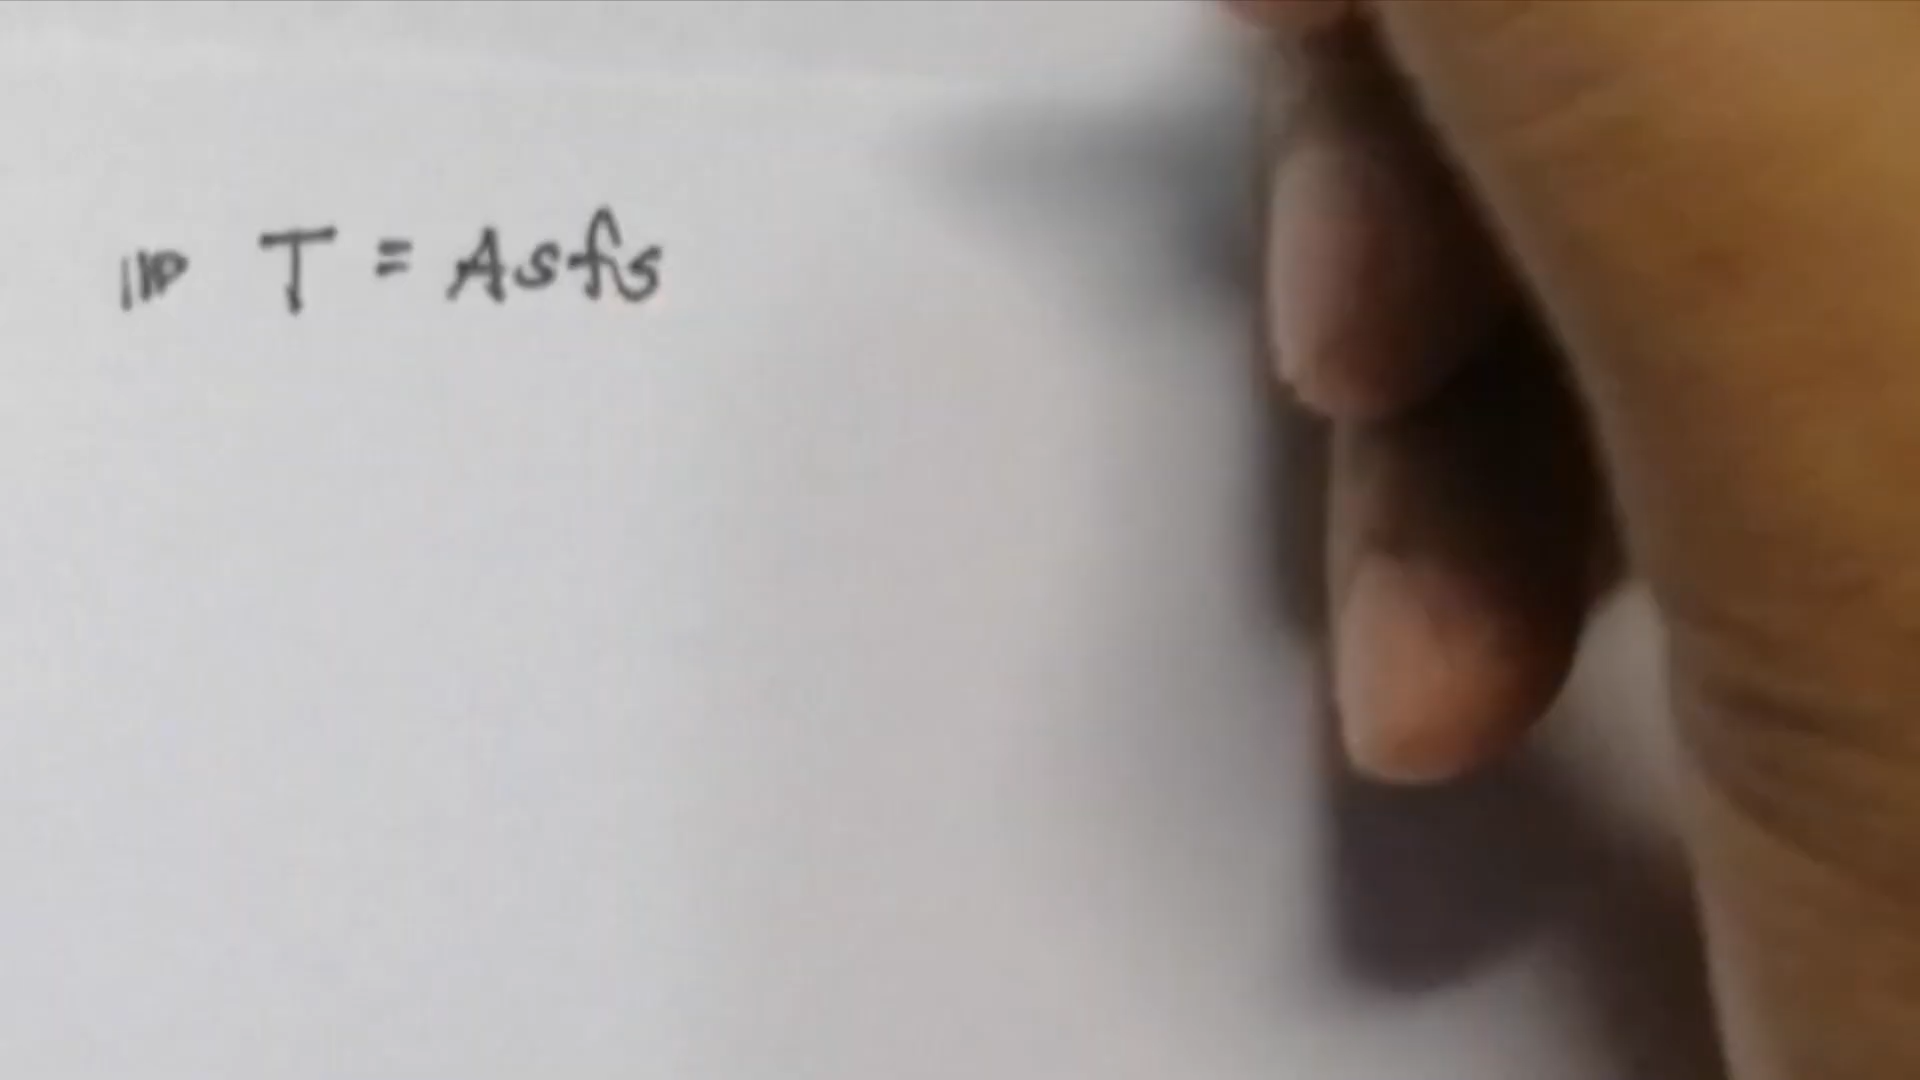 T = Asfs